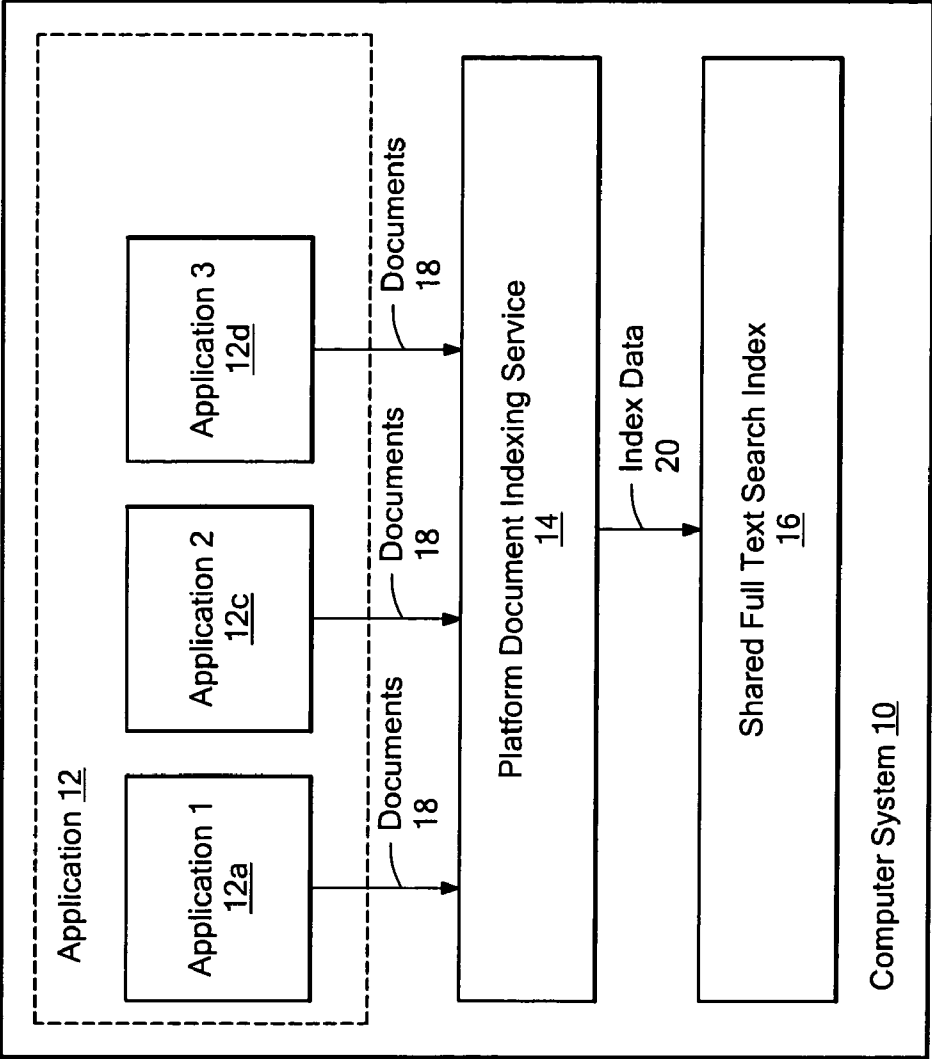 Application 12
Application 1
12a
Application 2
12c
Application 3
12d
Documents
18
Documents
18
Documents
18
Platform Document Indexing Service
14
Index Data
20
Shared Full Text Search Index
16
Computer System 10